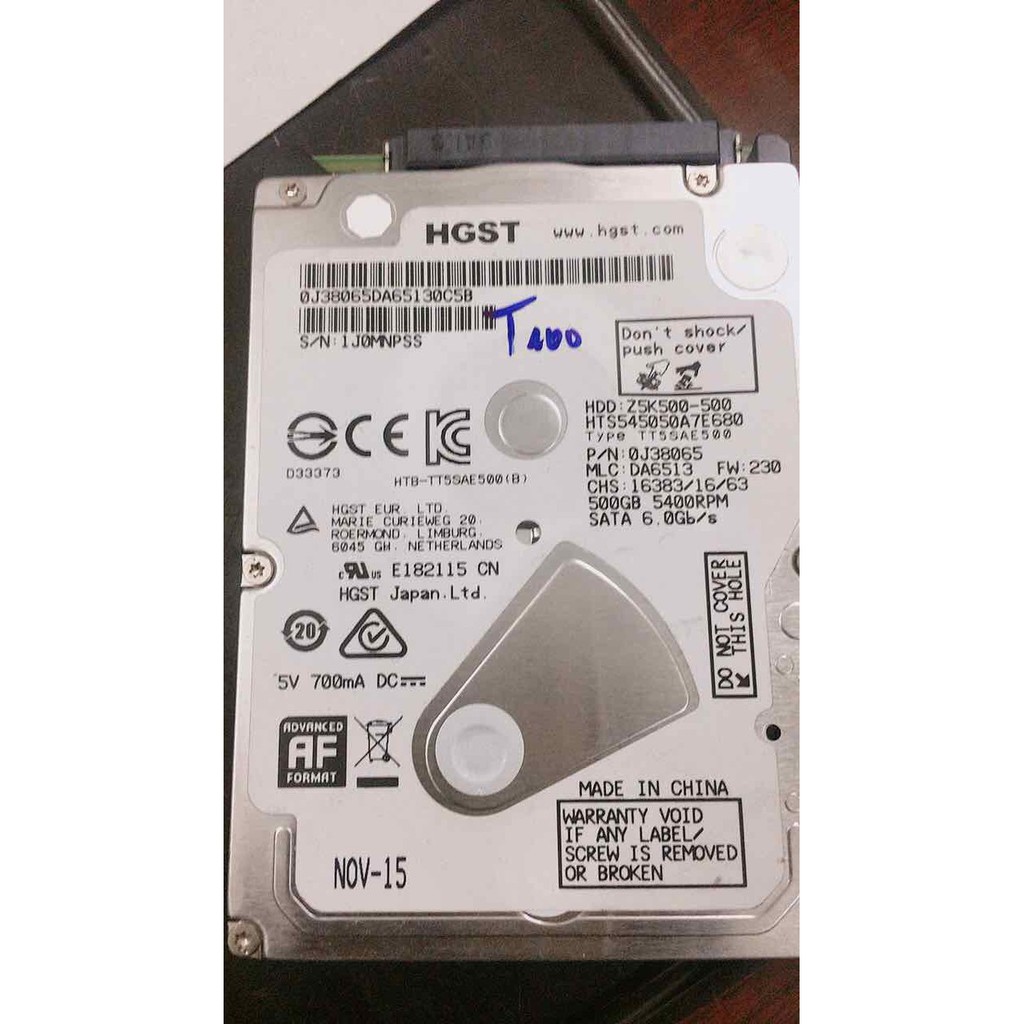 HGST www.hgst.com
0J38065DA65130C5B
S/N:1J0MNPSS
Don't shock/
push cover
HDD:Z5K500-500
HTS545050A7E680
Type TT5SAE500
P/N:0J38065
MLC:DA6513 FW:230
CHS:16383/16/63
500GB 5400RPM
SATA 6.0Gb/s
CE
D33373
HTB-TT5SAE500(B)
HGST EUR. LTD.
MARIE CURIEWEG 20.
ROERMOND. LIMBURG.
6045 GH. NETHERLANDS
c RU us E182115 CN
HGST Japan.Ltd.
DO NOT COVER
THIS HOLE
20
5V 700mA DC
ADVANCED
AF
FORMAT
MADE IN CHINA
WARRANTY VOID
IF ANY LABEL/
SCREW IS REMOVED
OR BROKEN
NOV-15